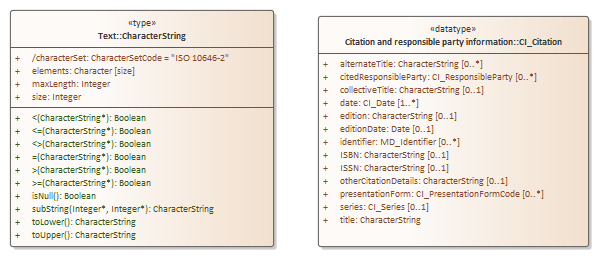 «type»
Text::CharacterString
+ /characterSet: CharacterSetCode = "ISO 10646-2"
+ elements: Character [size]
+ maxLength: Integer
+ size: Integer
+ <(CharacterString*): Boolean
+ <=(CharacterString*): Boolean
+ <>(CharacterString*): Boolean
+ =(CharacterString*): Boolean
+ >(CharacterString*): Boolean
+ >=(CharacterString*): Boolean
+ isNull(): Boolean
+ subString(Integer*, Integer*): CharacterString
+ toLower(): CharacterString
+ toUpper(): CharacterString
«datatype»
Citation and responsible party information::CI_Citation
+ alternateTitle: CharacterString [0..*]
+ citedResponsibleParty: CI_ResponsibleParty [0..*]
+ collectiveTitle: CharacterString [0..1]
+ date: CI_Date [1..*]
+ edition: CharacterString [0..1]
+ editionDate: Date [0..1]
+ identifier: MD_Identifier [0..*]
+ ISBN: CharacterString [0..1]
+ ISSN: CharacterString [0..1]
+ otherCitationDetails: CharacterString [0..1]
+ presentationForm: CI_PresentationFormCode [0..*]
+ series: CI_Series [0..1]
+ title: CharacterString